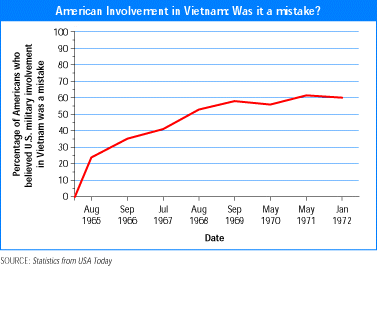 American Involvement in Vietnam: Was it a mistake?
Percentage of Americans who
believed U.S. military involvement
in Vietnam was a mistake
100
90
80
70
60
50
40
30
20
10
0
Aug Sep Jul Aug Sep May May Jan
1965 1966 1967 1968 1969 1970 1971 1972
Date
SOURCE: Statistics from USA Today